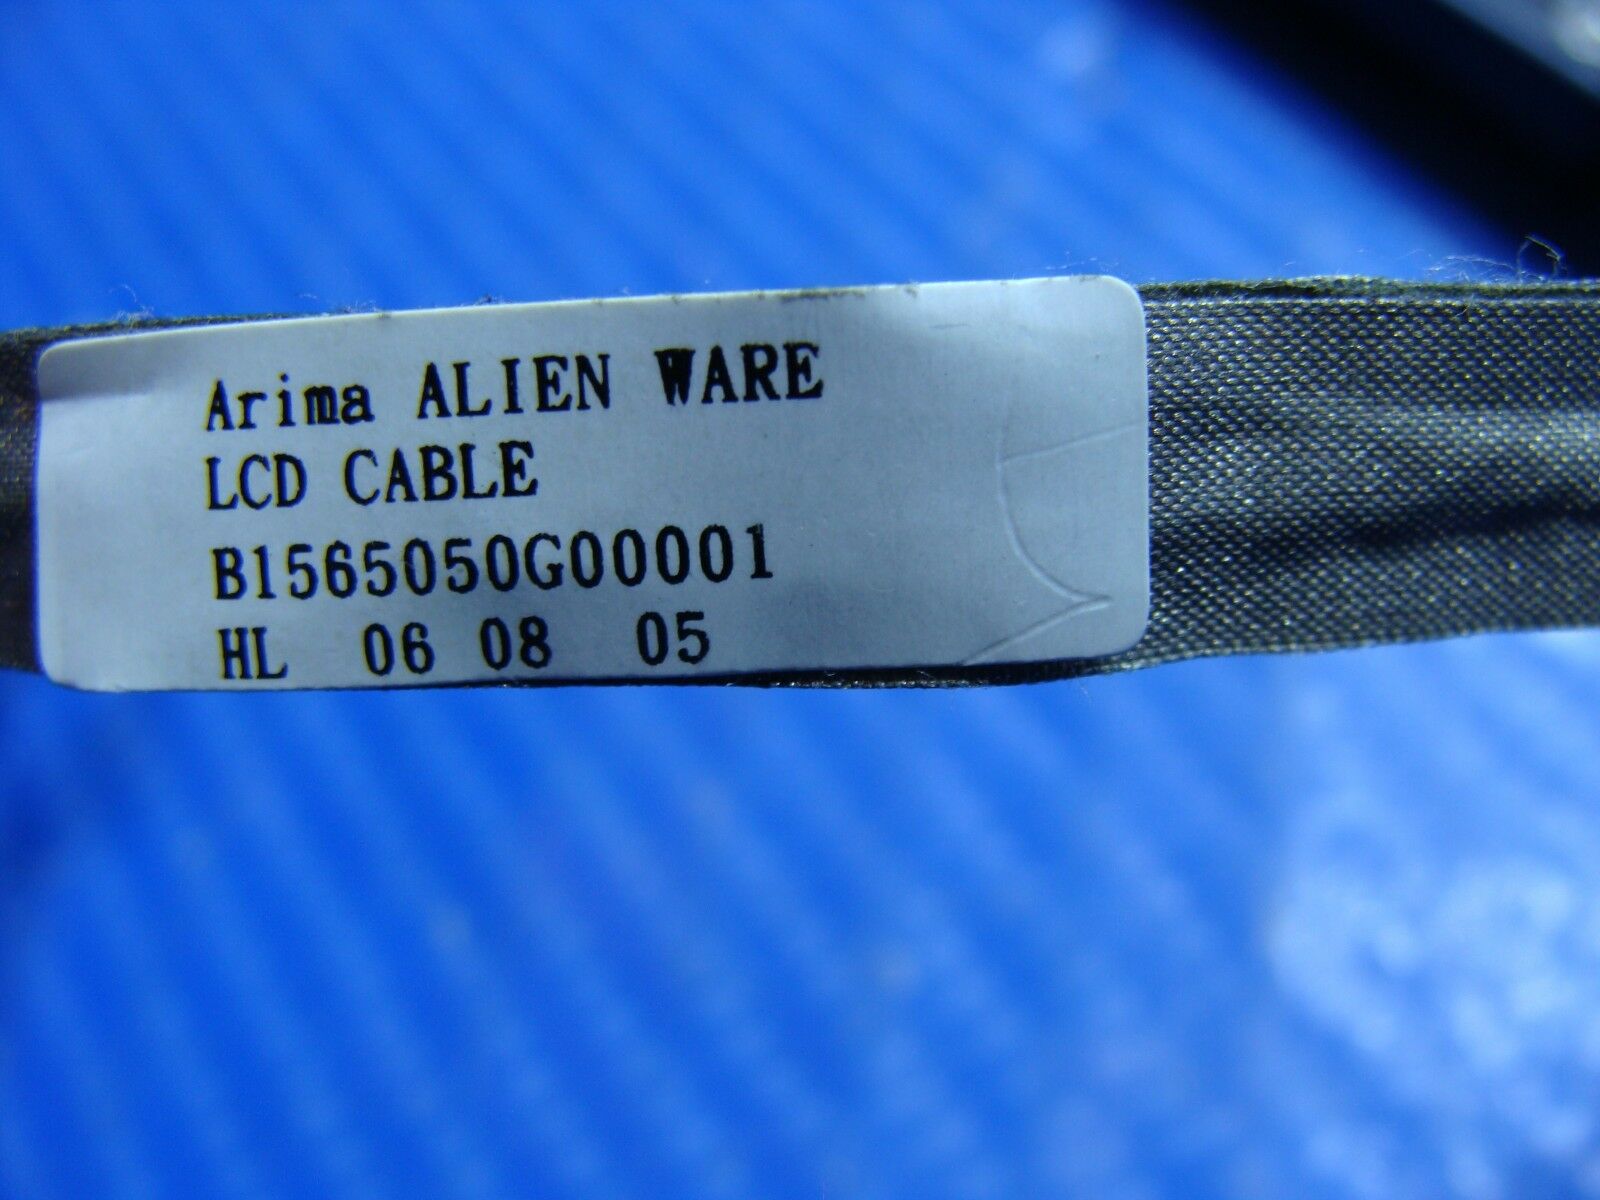 Arima ALIEN WARE
LCD CABLE
B1565050G00001
HL 06 08 05